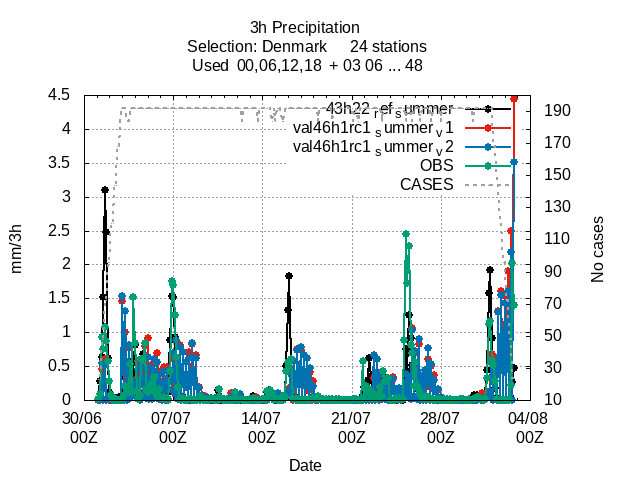 3h Precipitation
Selection: Denmark 24 stations
Used 00,06,12,18 + 03 06 ... 48
43h22refsummer
val46h1rc1summerv1
val46h1rc1summerv2
OBS
CASES
4.5
4
3.5
3
2.5
2
1.5
1
0.5
0
mm/3h
190
170
150
130
110
90
70
50
30
10
No cases
30/06 07/07 14/07 21/07 28/07 04/08
00Z 00Z 00Z 00Z 00Z 00Z
Date